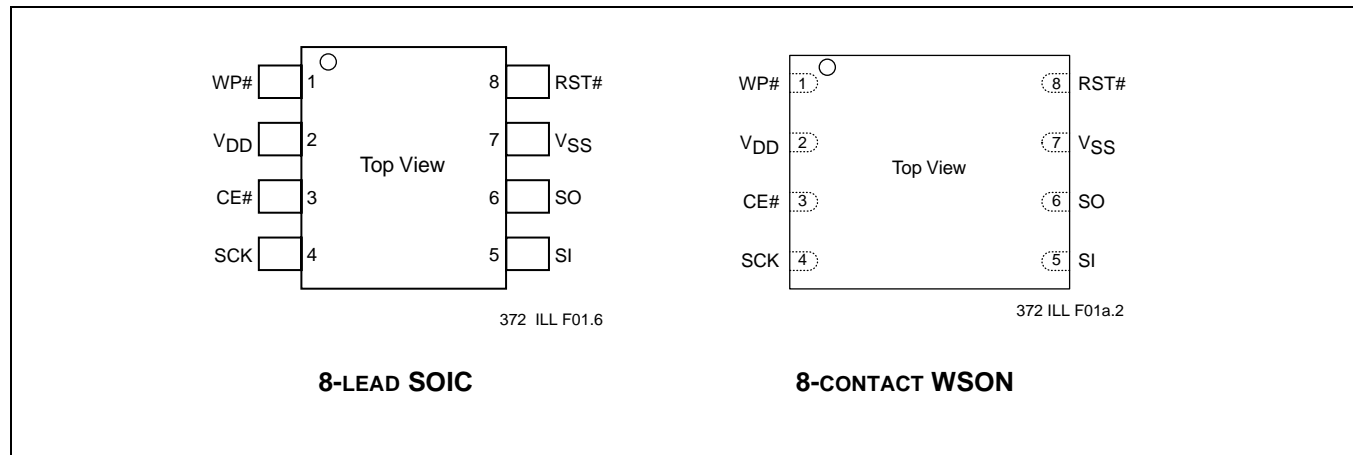 WP# 1 8 RST#
VDD 2 7 VSS
Top View
CE# 3 6 SO
SCK 4 5 SI
372 ILL F01.6
8-LEAD SOIC
WP# 1 8 RST#
VDD 2 7 VSS
Top View
CE# 3 6 SO
SCK 4 5 SI
372 ILL F01a.2
8-CONTACT WSON